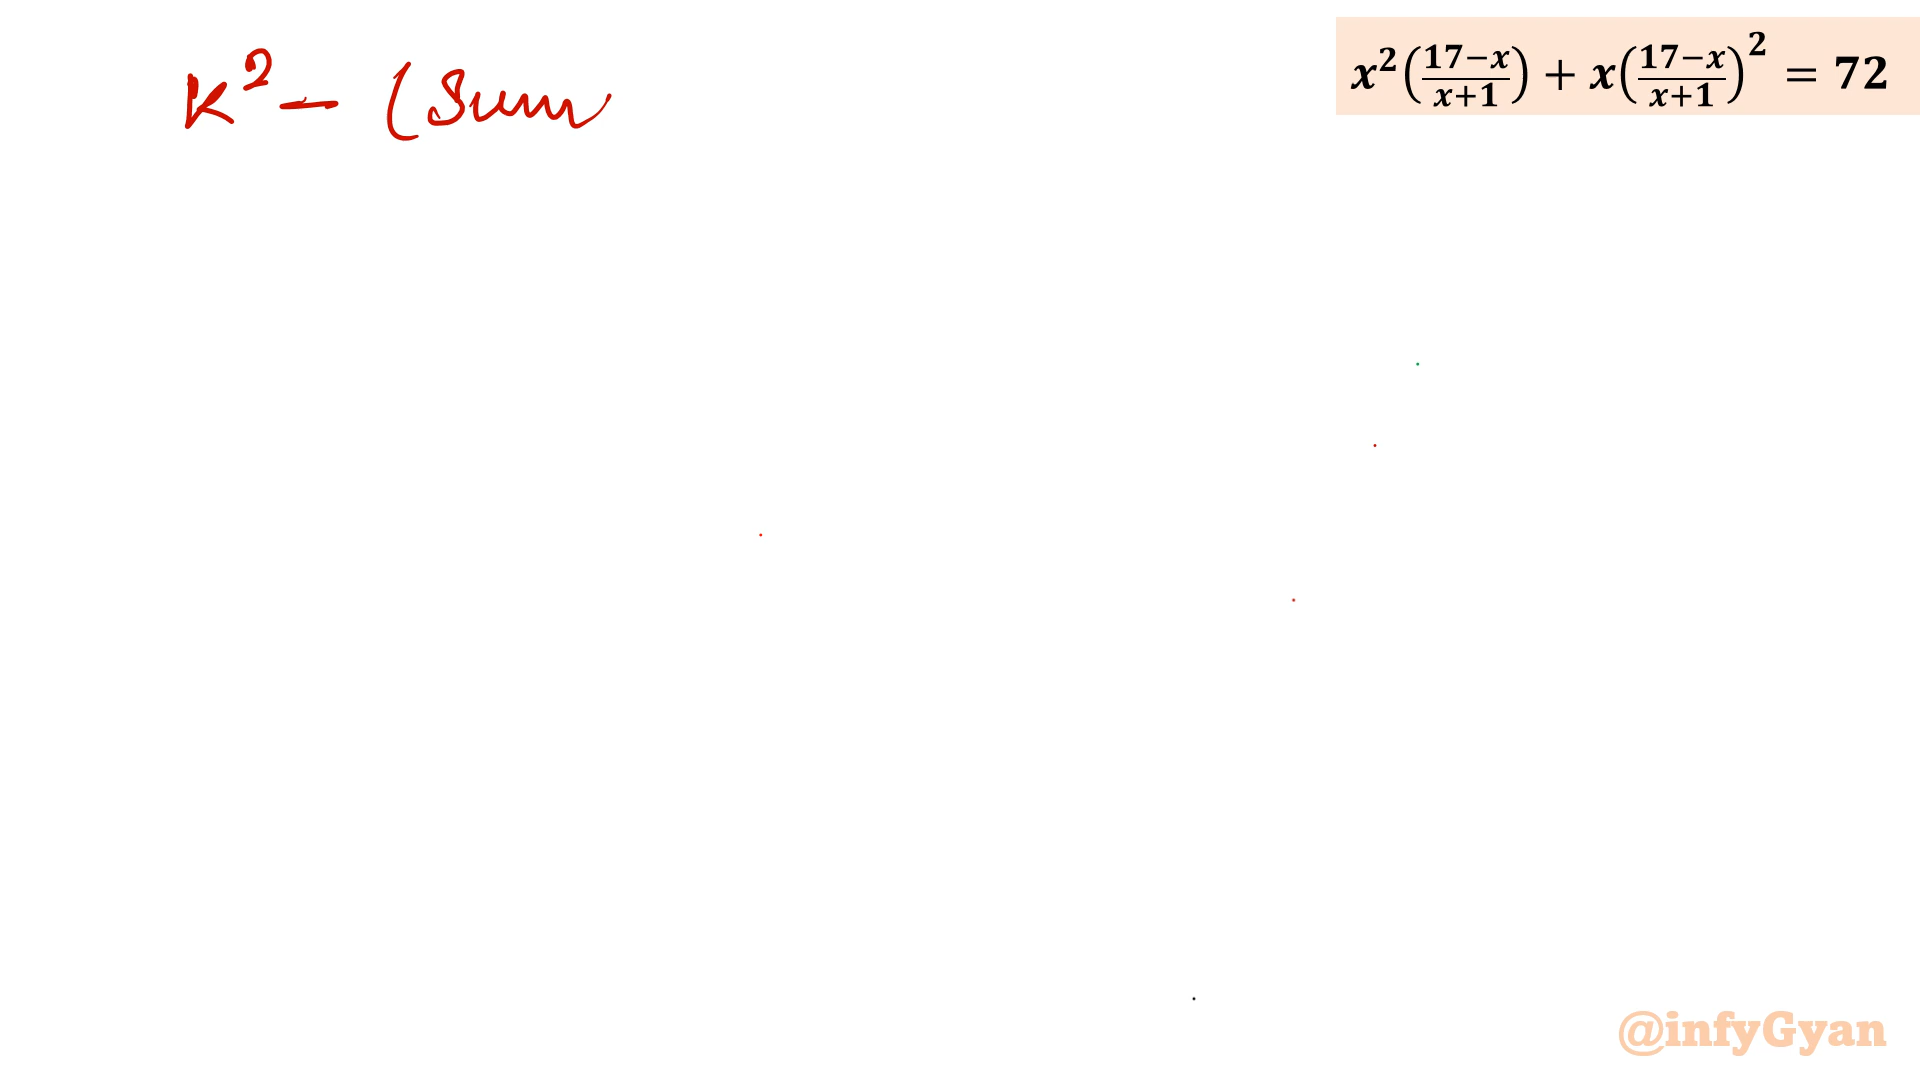 K² - (Sum
x²((17-x)/(x+1)) + x((17-x)/(x+1))² = 72
@infyGyan